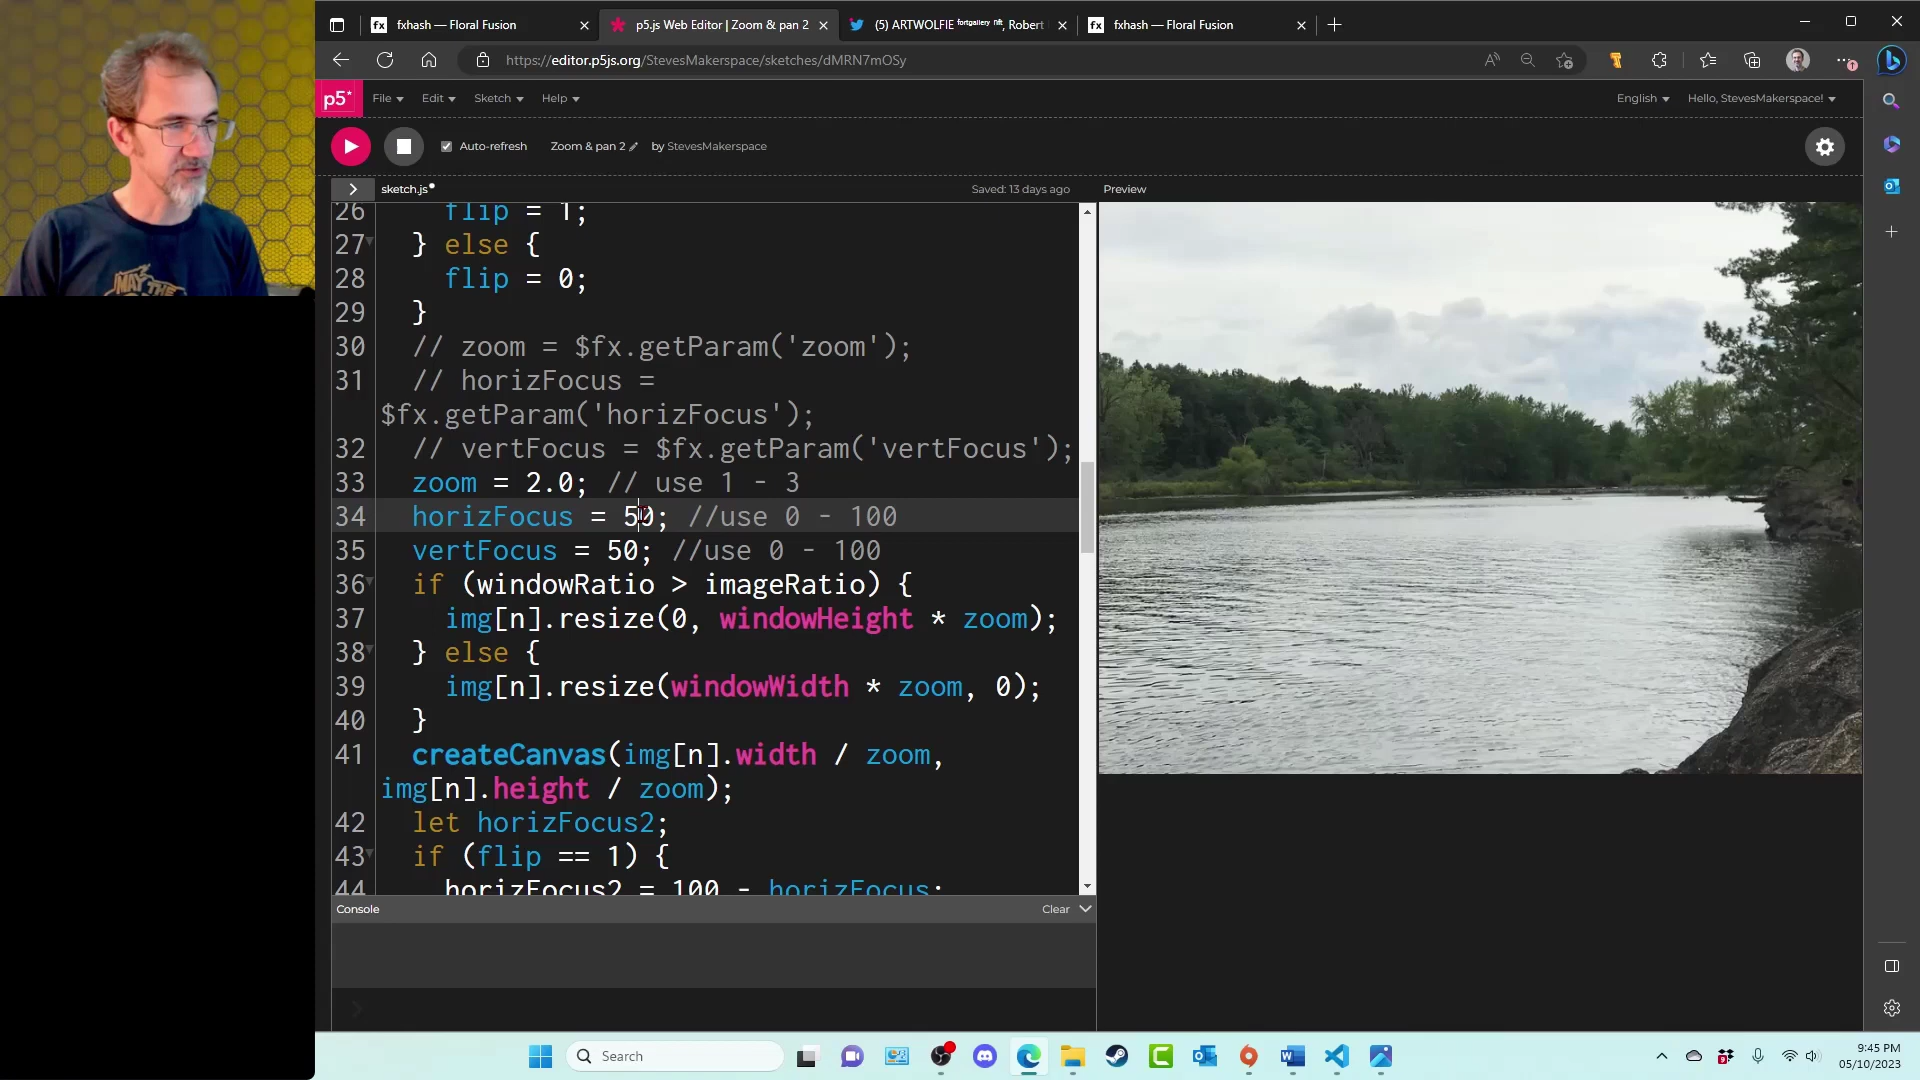 fxhash — Floral Fusion
p5.js Web Editor | Zoom & pan 2
(5) ARTWOLFIE fortgallery nft, Robert
fxhash — Floral Fusion
https://editor.p5js.org/StevesMakerspace/sketches/dMRN7mOSy
p5*
File
Edit
Sketch
Help
English
Hello, StevesMakerspace!
Auto-refresh
Zoom & pan 2
by StevesMakerspace
sketch.js
Saved: 13 days ago
Preview
26 flip = 1;
27 } else {
28 flip = 0;
29 }
30 // zoom = $fx.getParam('zoom');
31 // horizFocus =
$fx.getParam('horizFocus');
32 // vertFocus = $fx.getParam('vertFocus');
33 zoom = 2.0; // use 1 - 3
34 horizFocus = 50; //use 0 - 100
35 vertFocus = 50; //use 0 - 100
36 if (windowRatio > imageRatio) {
37 img[n].resize(0, windowHeight * zoom);
38 } else {
39 img[n].resize(windowWidth * zoom, 0);
40 }
41 createCanvas(img[n].width / zoom,
img[n].height / zoom);
42 let horizFocus2;
43 if (flip == 1) {
44 horizFocus2 = 100 - horizFocus;
Console
Clear
MAY THE
Search
9:45 PM
05/10/2023